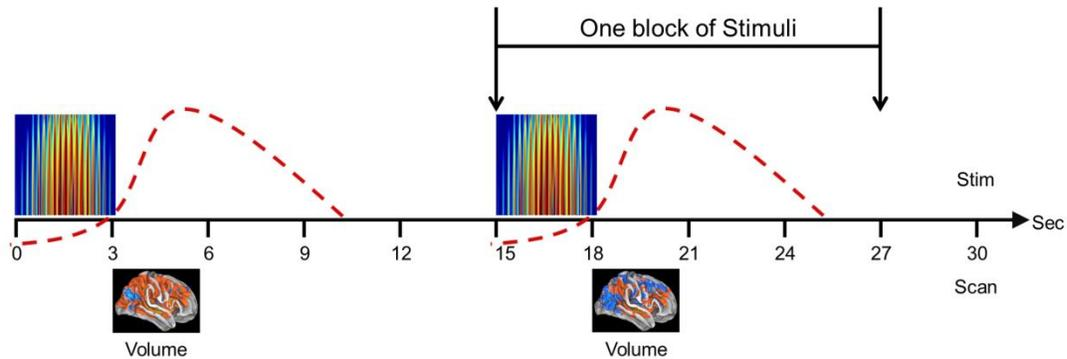 One block of Stimuli
Stim
Sec
0 3 6 9 12 15 18 21 24 27 30
Scan
Volume Volume